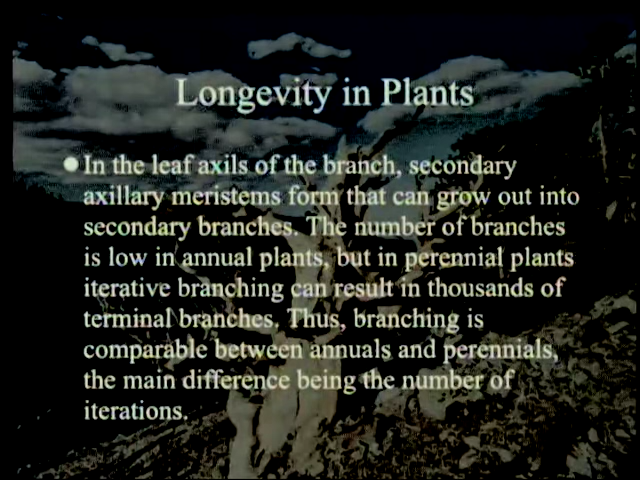 Longevity in Plants
In the leaf axils of the branch, secondary
axillary meristems form that can grow out into
secondary branches. The number of branches
is low in annual plants, but in perennial plants
iterative branching can result in thousands of
terminal branches. Thus, branching is
comparable between annuals and perennials,
the main difference being the number of
iterations.